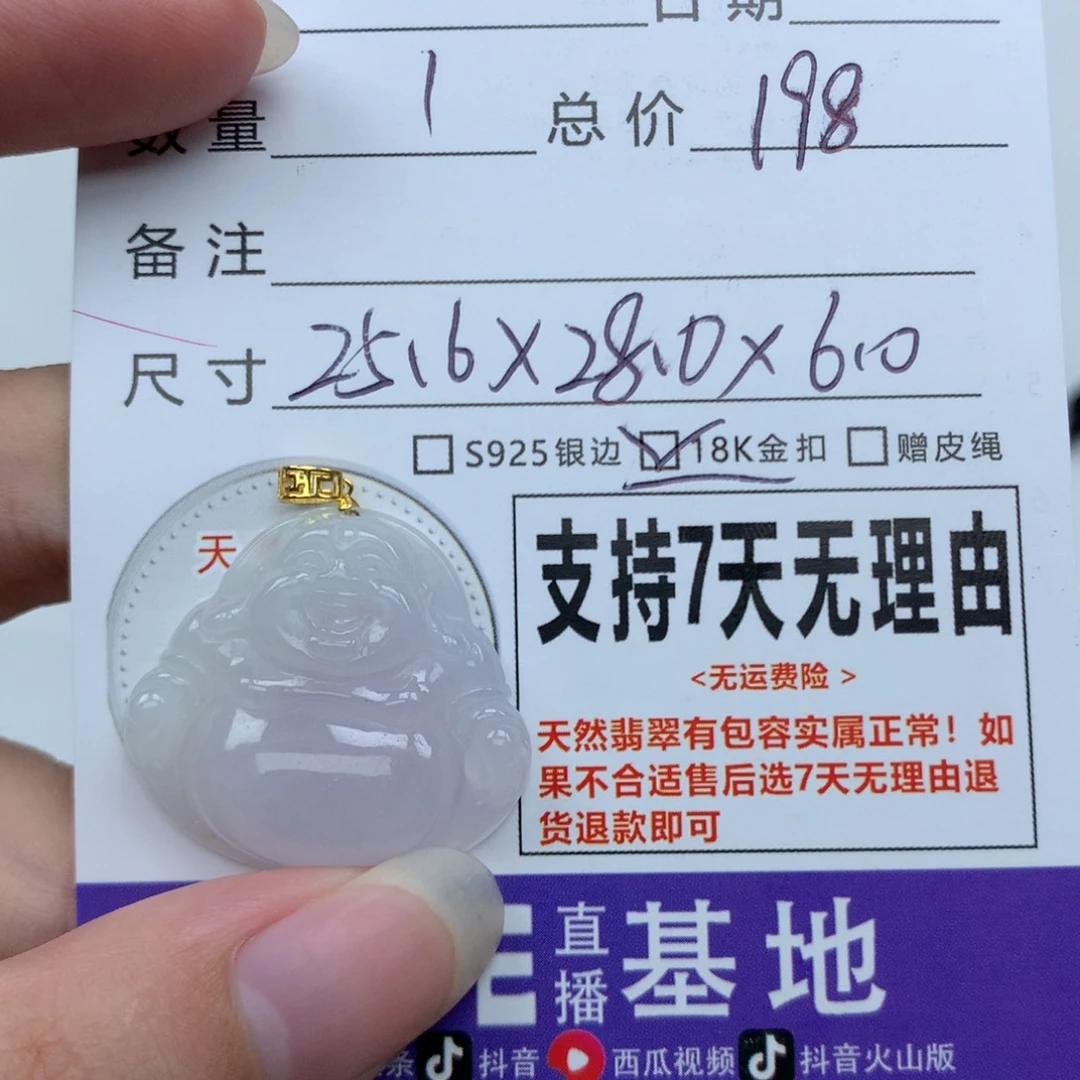 日期
数量 1 总价 198
备注
尺寸 25.6×28.0×6.0
S925银边 18K金扣 赠皮绳
天
支持7天无理由
<无运费险 >
天然翡翠有包容实属正常！如
果不合适售后选7天无理由退
货退款即可
直播基地
条 抖音 西瓜视频 抖音火山版